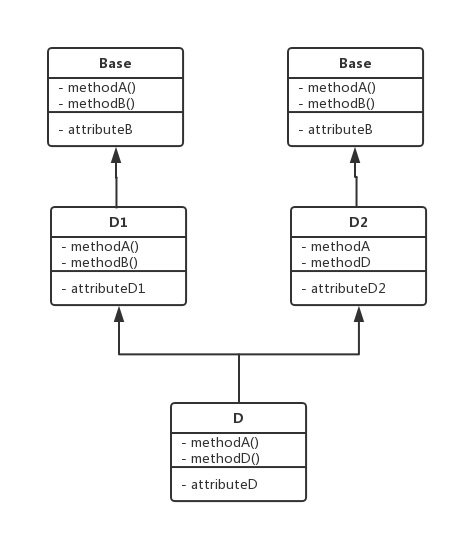 Base
- methodA()
- methodB()
- attributeB
Base
- methodA()
- methodB()
- attributeB
D1
- methodA()
- methodB()
- attributeD1
D2
- methodA
- methodD
- attributeD2
D
- methodA()
- methodD()
- attributeD